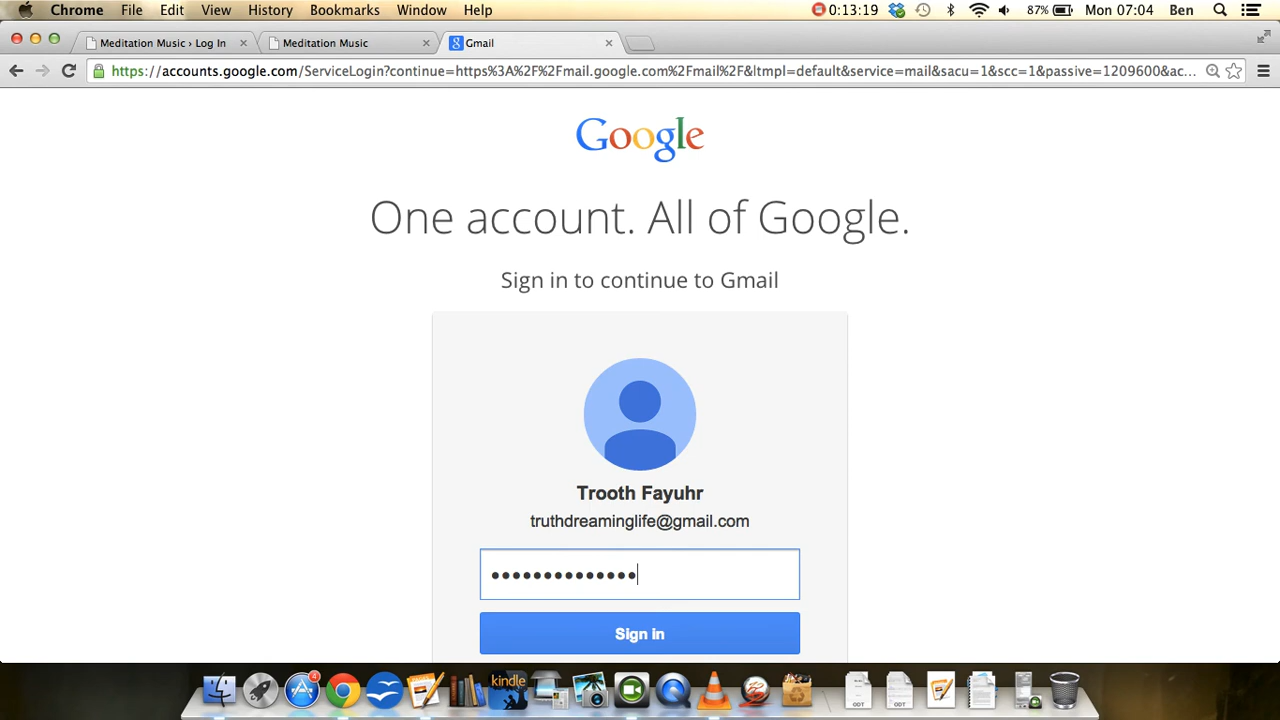 Chrome File Edit View History Bookmarks Window Help 0:13:19 87% Mon 07:04 Ben
Meditation Music › Log In Meditation Music Gmail
https://accounts.google.com/ServiceLogin?continue=https%3A%2F%2Fmail.google.com%2Fmail%2F&ltmpl=default&service=mail&sacu=1&scc=1&passive=1209600&ac...
Google
One account. All of Google.
Sign in to continue to Gmail
Trooth Fayuhr
truthdreaminglife@gmail.com
••••••••••••••
Sign in
4
kindle
ODT ODT